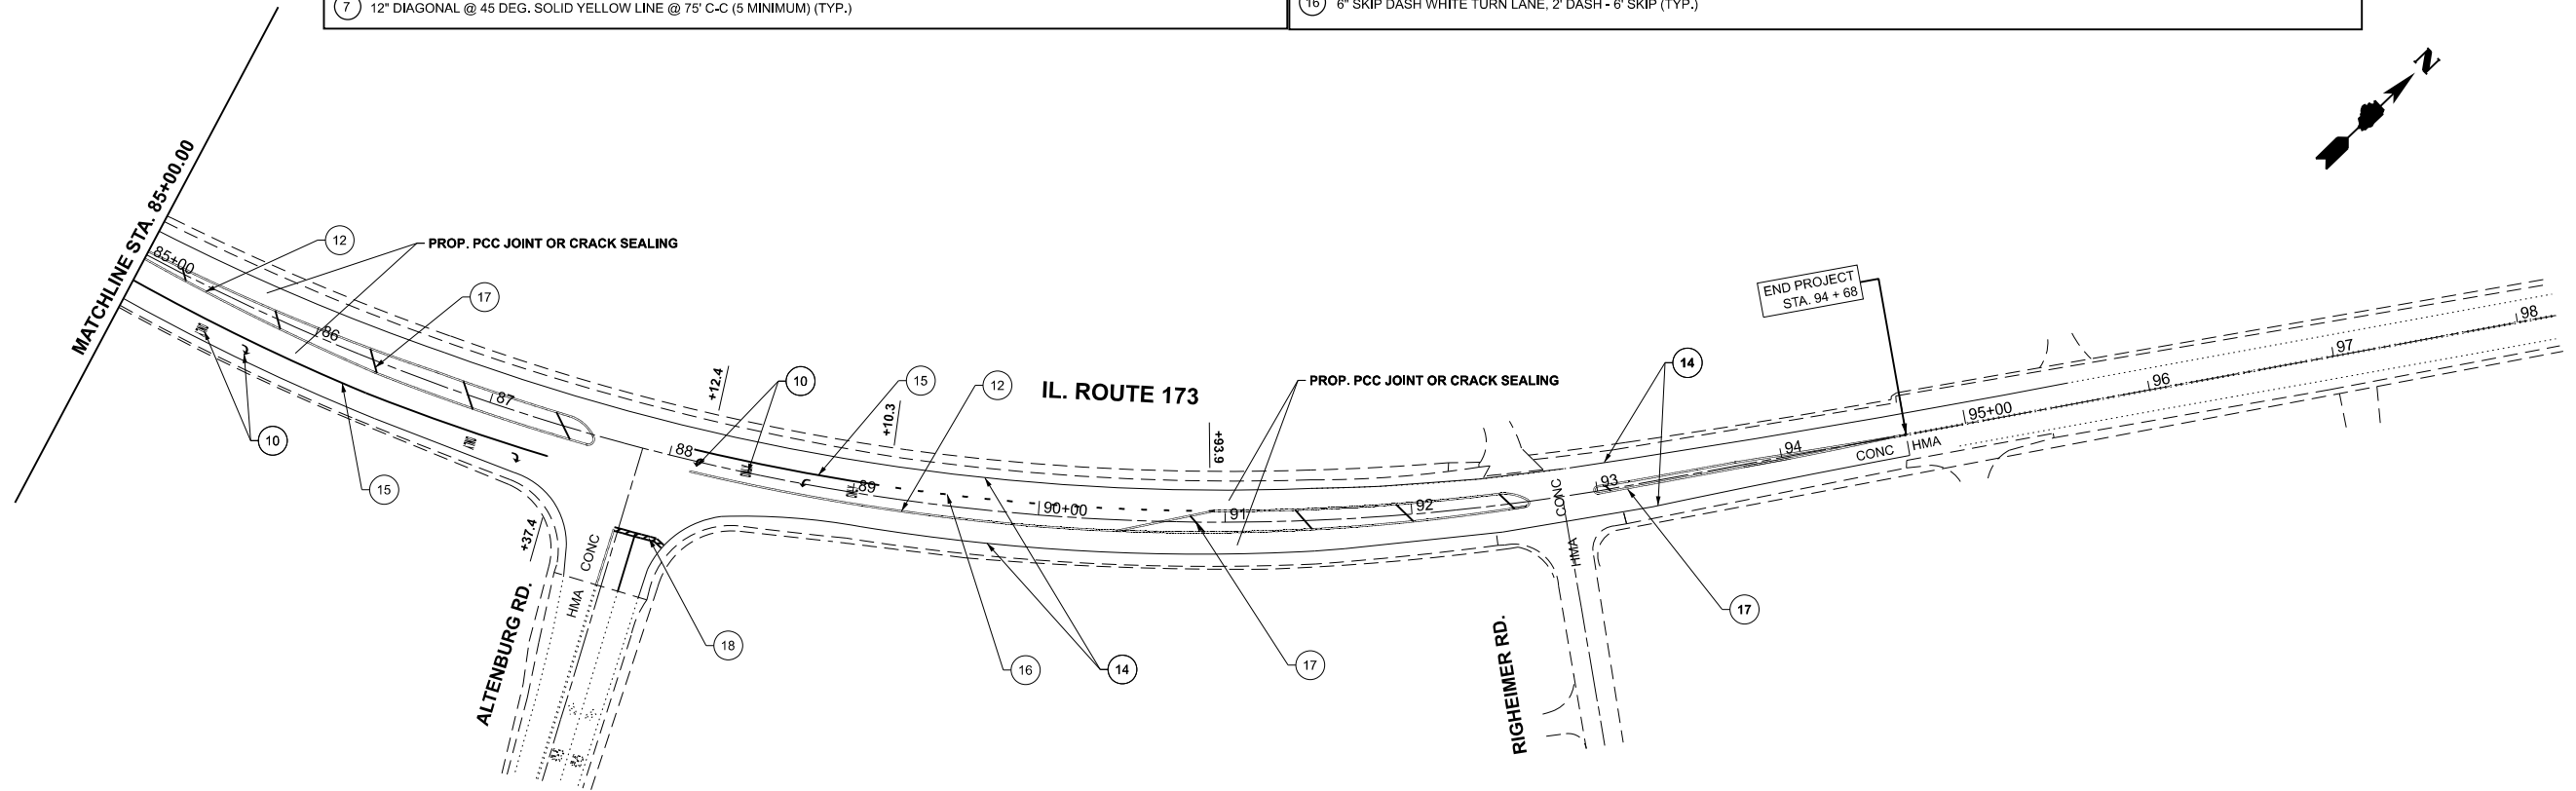 7 12" DIAGONAL @ 45 DEG. SOLID YELLOW LINE @ 75' C-C (5 MINIMUM) (TYP.)
16 6" SKIP DASH WHITE TURN LANE, 2' DASH - 6' SKIP (TYP.)
N
MATCHLINE STA. 85+00.00
85+00
12
PROP. PCC JOINT OR CRACK SEALING
17
86
87
10
15
+12.4
10
15
+10.3
12
IL. ROUTE 173
+93.9
PROP. PCC JOINT OR CRACK SEALING
14
END PROJECT
STA. 94 + 68
88
89
90+00
91
92
93
94
95+00
96
97
98
CONC
HMA
CONC
HMA
+37.4
CONC
HMA
ALTENBURG RD.
18
16
14
17
17
RIGHEIMER RD.